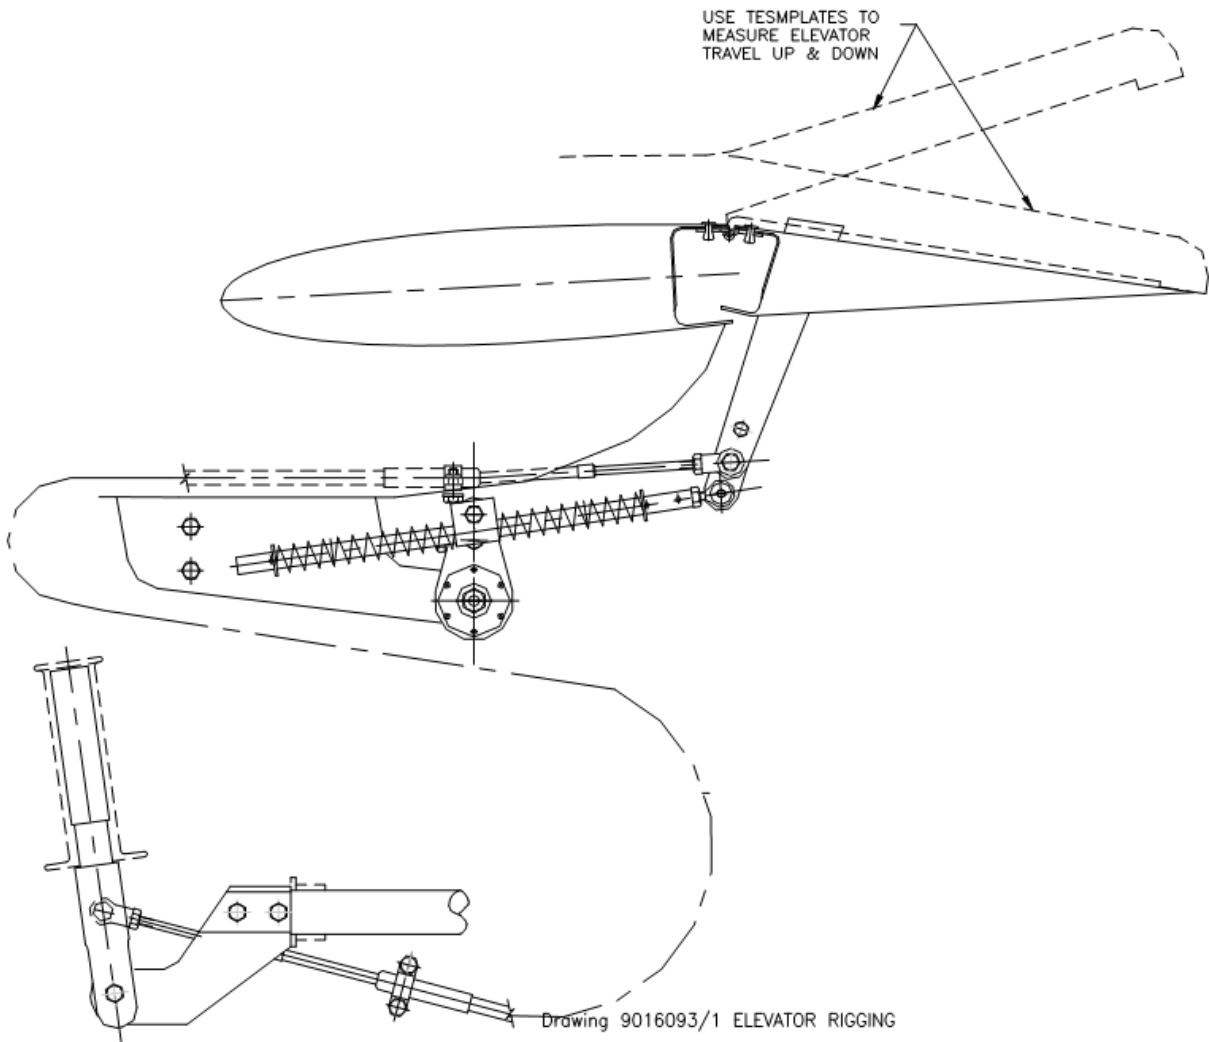 USE TESMPLATES TO
MEASURE ELEVATOR
TRAVEL UP & DOWN
Drawing 9016093/1 ELEVATOR RIGGING